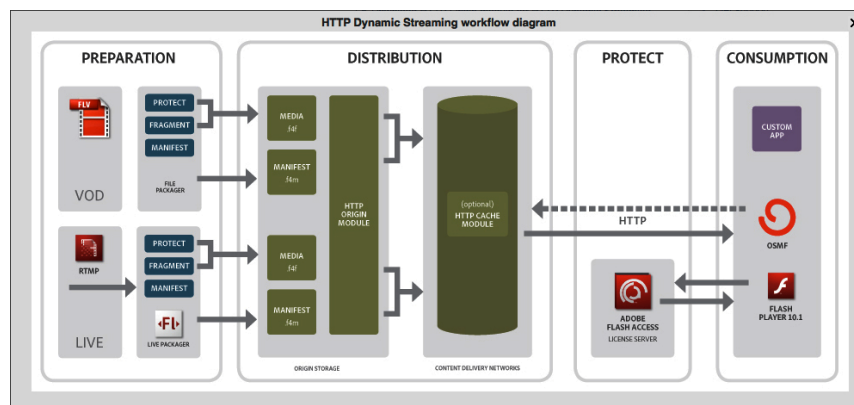 HTTP Dynamic Streaming workflow diagram
X
PREPARATION
FLV
VOD
PROTECT
FRAGMENT
MANIFEST
FILE
PACKAGER
RTMP
LIVE
PROTECT
FRAGMENT
MANIFEST
Fl
LIVE PACKAGER
DISTRIBUTION
MEDIA
.f4f
MANIFEST
.f4m
MEDIA
.f4f
MANIFEST
.f4m
HTTP
ORIGIN
MODULE
ORIGIN STORAGE
(optional)
HTTP CACHE
MODULE
CONTENT DELIVERY NETWORKS
PROTECT
HTTP
ADOBE
FLASH ACCESS
LICENSE SERVER
CONSUMPTION
CUSTOM
APP
OSMF
FLASH
PLAYER 10.1